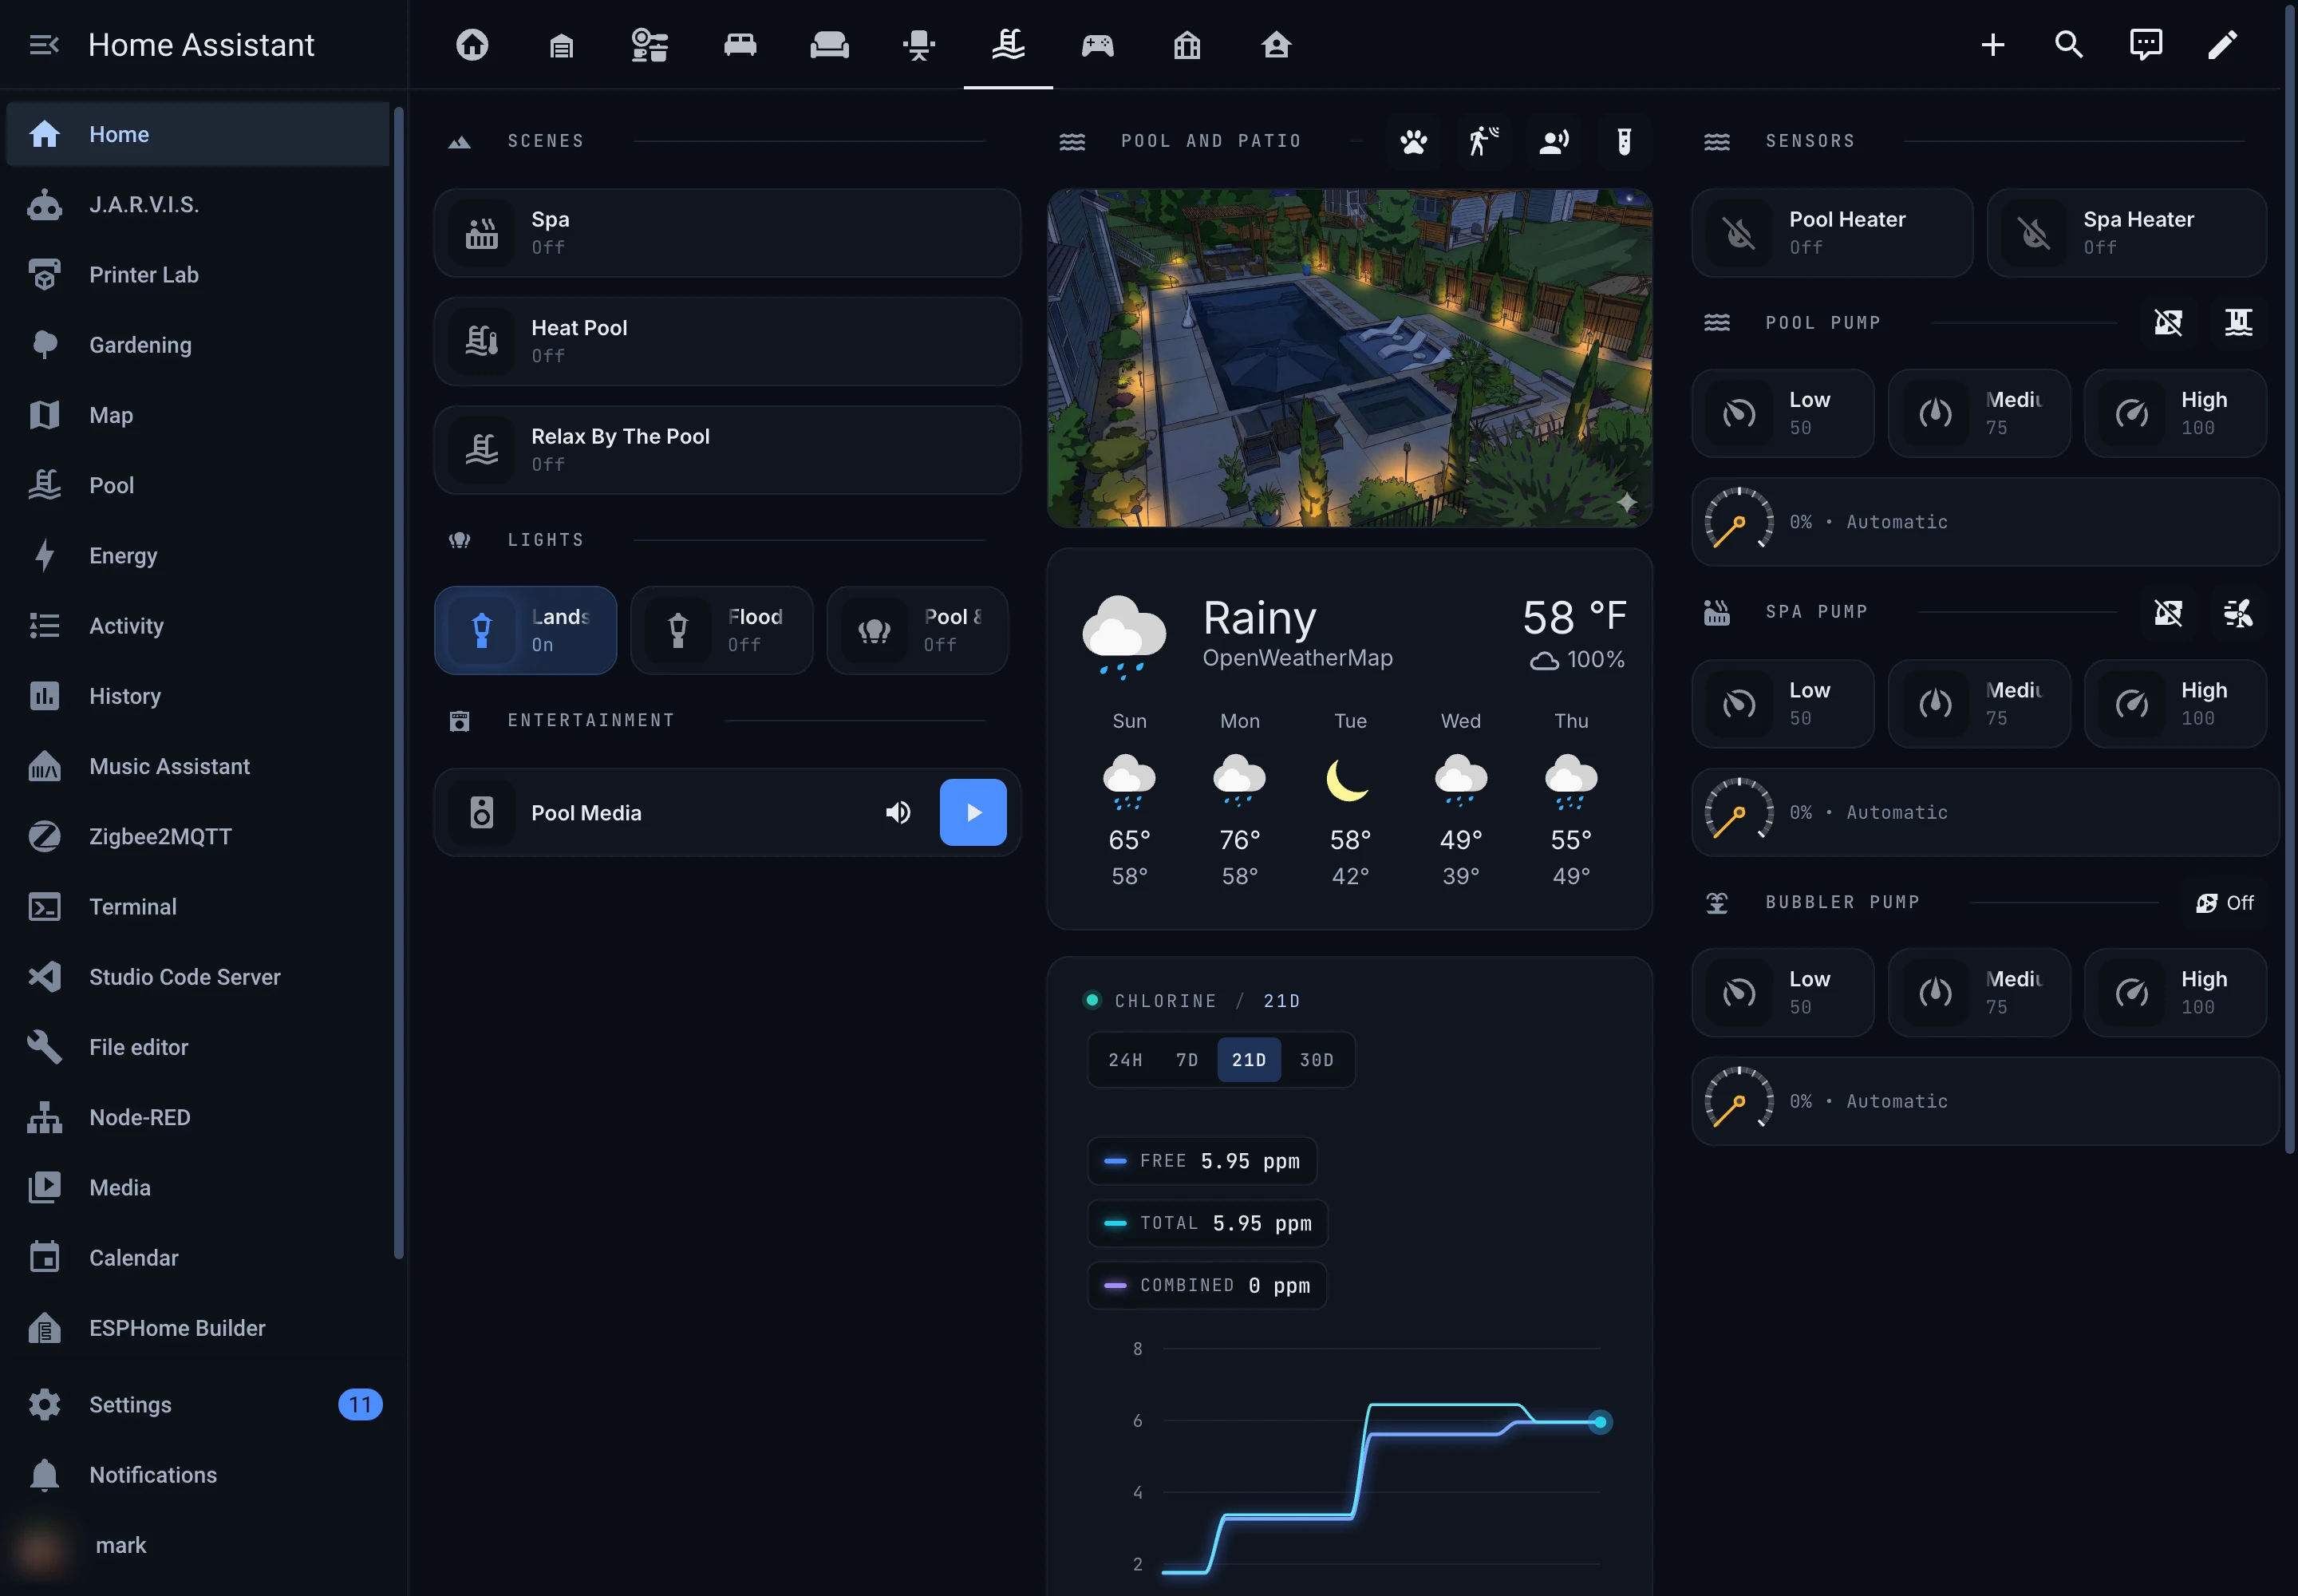 Home Assistant
Home
J.A.R.V.I.S.
Printer Lab
Gardening
Map
Pool
Energy
Activity
History
Music Assistant
Zigbee2MQTT
Terminal
Studio Code Server
File editor
Node-RED
Media
Calendar
ESPHome Builder
Settings 11
Notifications
mark
SCENES
Spa
Off
Heat Pool
Off
Relax By The Pool
Off
LIGHTS
Lands
On
Flood
Off
Pool &
Off
ENTERTAINMENT
Pool Media
POOL AND PATIO
Rainy 58 °F
OpenWeatherMap 100%
Sun Mon Tue Wed Thu
65° 76° 58° 49° 55°
58° 58° 42° 39° 49°
CHLORINE / 21D
24H 7D 21D 30D
FREE 5.95 ppm
TOTAL 5.95 ppm
COMBINED 0 ppm
8
6
4
2
SENSORS
Pool Heater
Off
Spa Heater
Off
POOL PUMP
Low
50
Mediu
75
High
100
0% • Automatic
SPA PUMP
Low
50
Mediu
75
High
100
0% • Automatic
BUBBLER PUMP Off
Low
50
Mediu
75
High
100
0% • Automatic